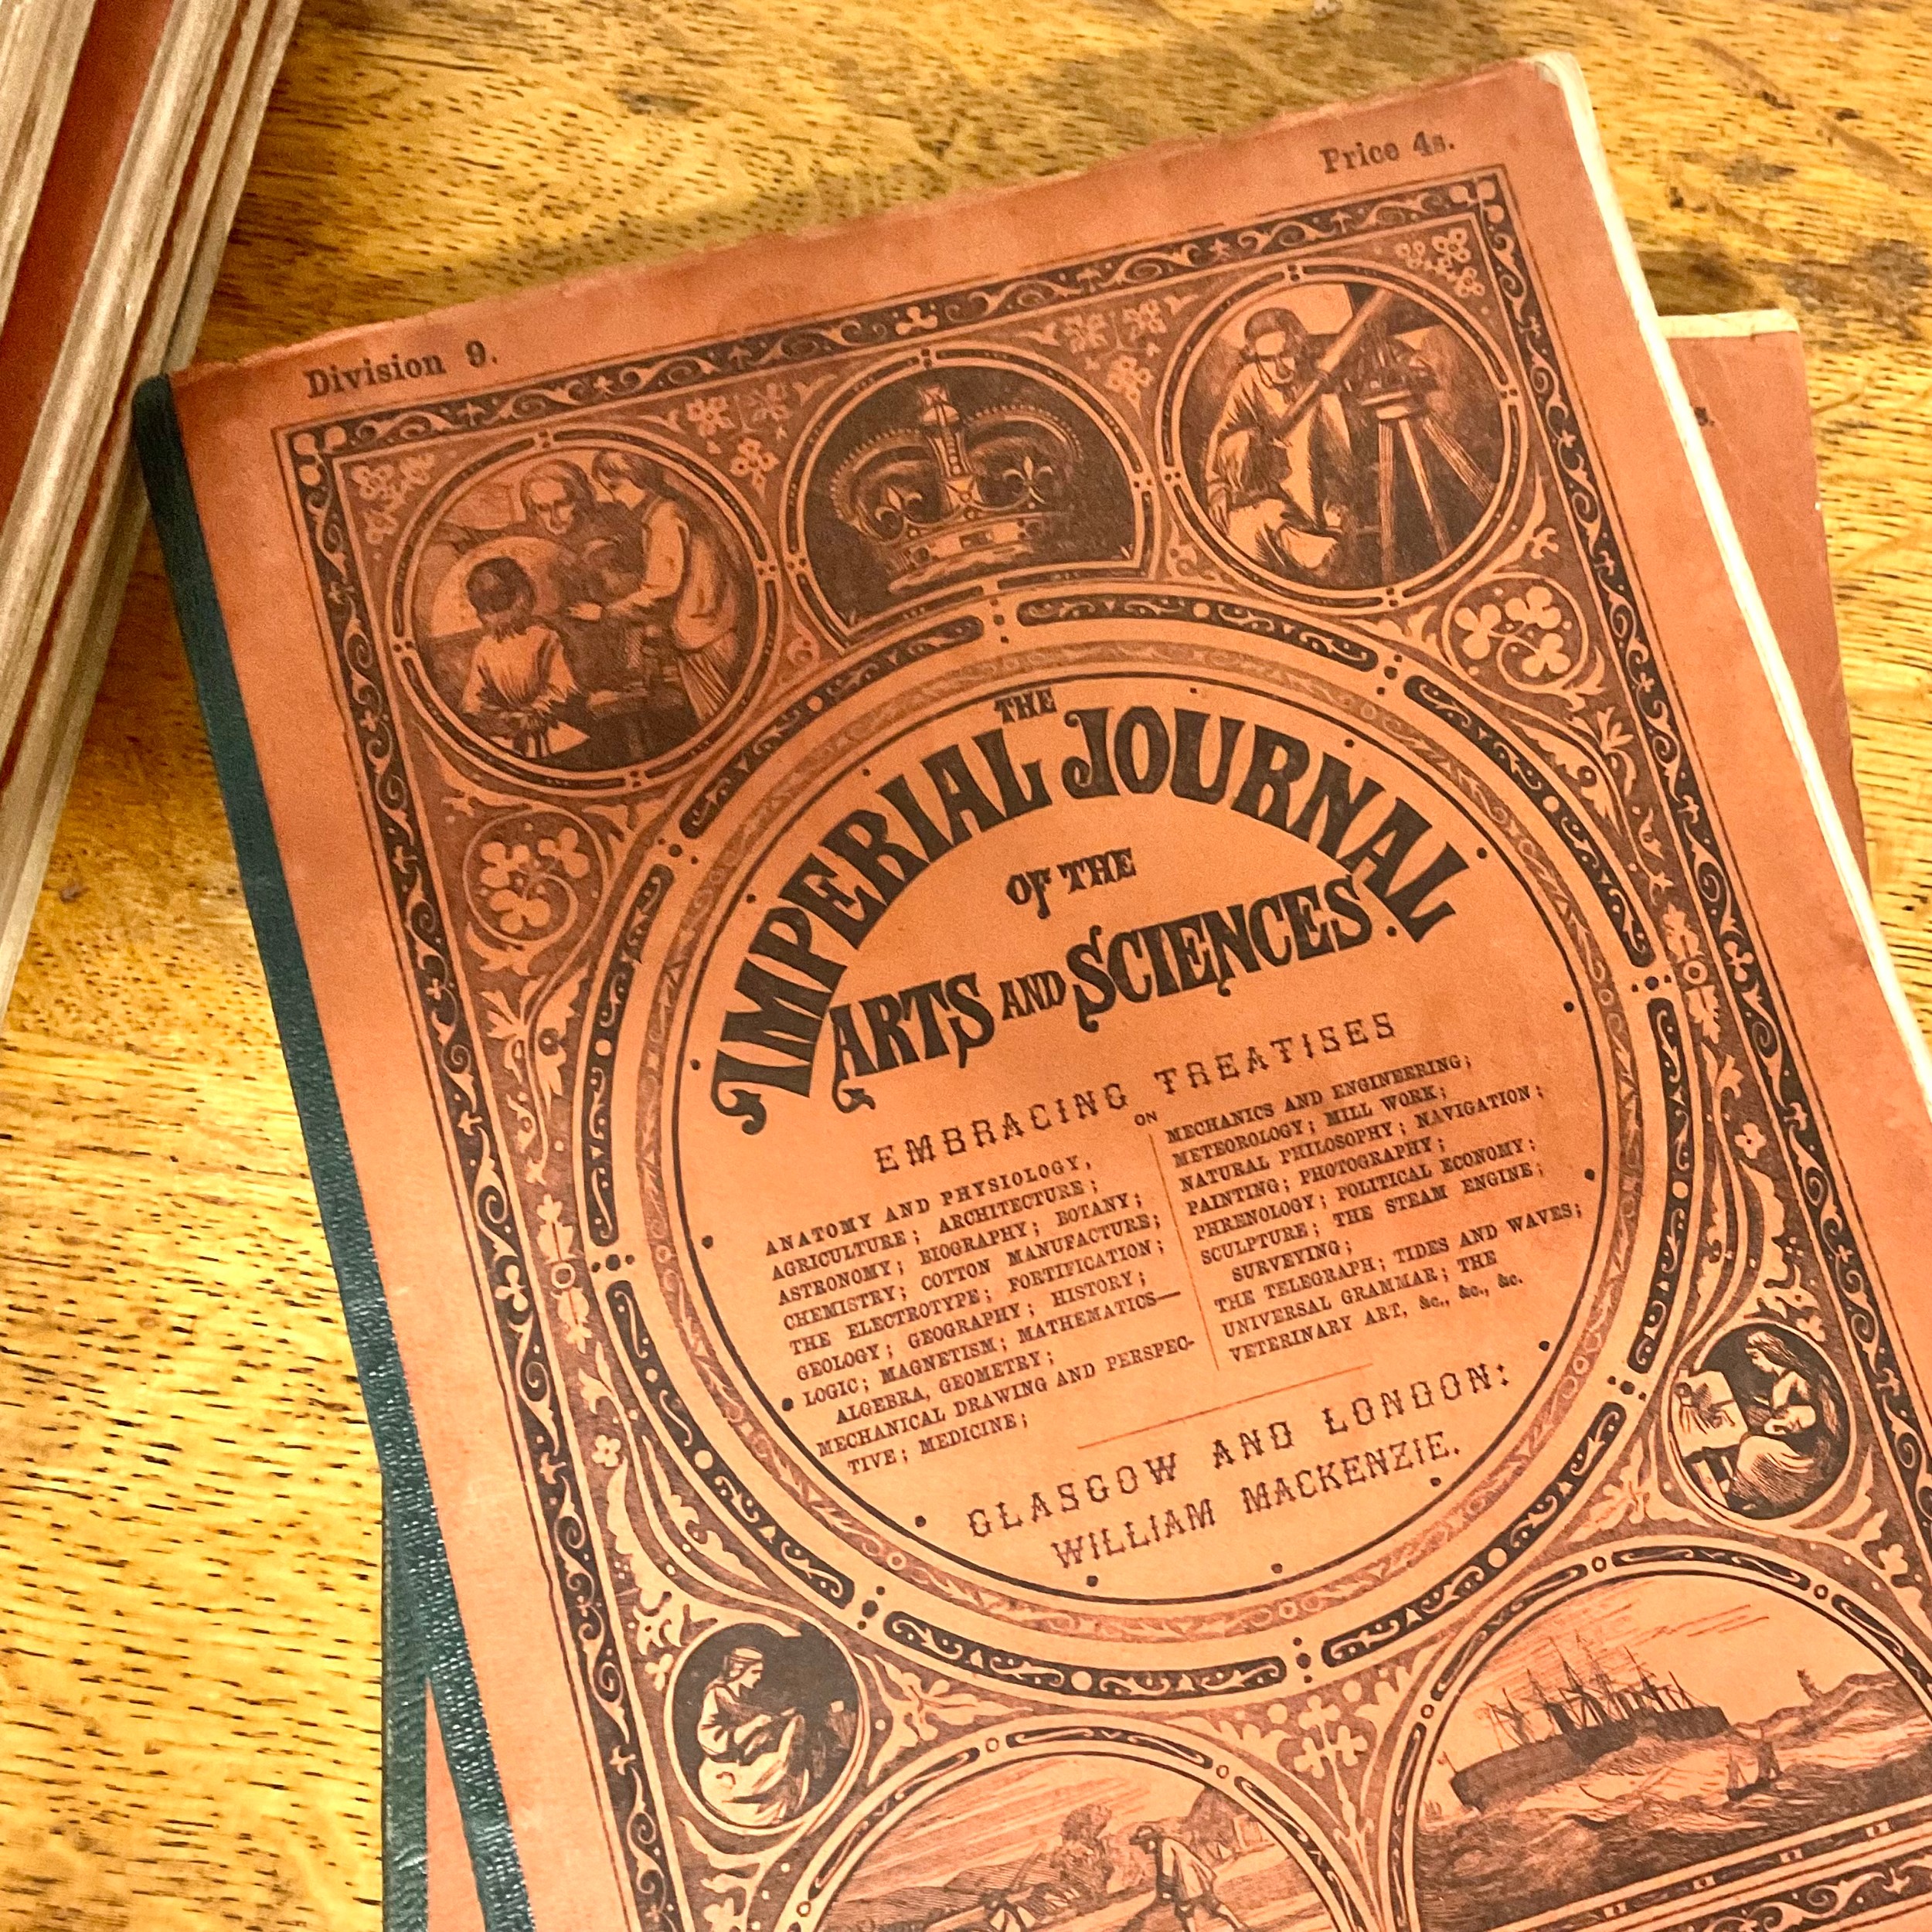 Division 9.
Price 4s.
THE
IMPERIAL JOURNAL
OF THE
ARTS AND SCIENCES.
EMBRACING TREATISES
ON
ANATOMY AND PHYSIOLOGY,
AGRICULTURE; ARCHITECTURE;
ASTRONOMY; BIOGRAPHY; BOTANY;
CHEMISTRY; COTTON MANUFACTURE;
THE ELECTROTYPE; FORTIFICATION;
GEOLOGY; GEOGRAPHY; HISTORY;
LOGIC; MAGNETISM; MATHEMATICS—
ALGEBRA, GEOMETRY;
MECHANICAL DRAWING AND PERSPEC-
TIVE; MEDICINE;
MECHANICS AND ENGINEERING;
METEOROLOGY; MILL WORK;
NATURAL PHILOSOPHY; NAVIGATION;
PAINTING; PHOTOGRAPHY;
PHRENOLOGY; POLITICAL ECONOMY;
SCULPTURE; THE STEAM ENGINE;
SURVEYING;
THE TELEGRAPH; TIDES AND WAVES;
UNIVERSAL GRAMMAR; THE
VETERINARY ART, &c., &c., &c.
GLASGOW AND LONDON:
WILLIAM MACKENZIE.